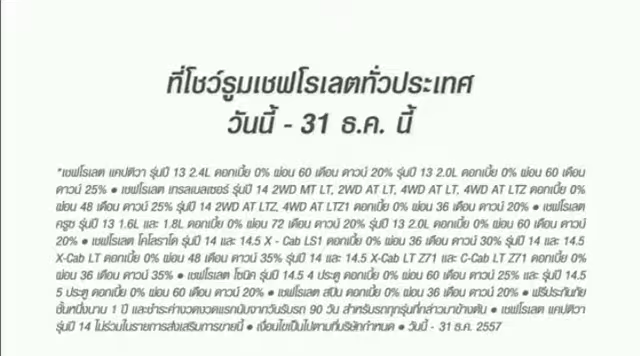 ที่โชว์รูมเชฟโรเลตทั่วประเทศ
วันนี้ - 31 ธ.ค. นี้
*เชฟโรเลต แคปติวา รุ่นปี 13 2.4L ดอกเบี้ย 0% ผ่อน 60 เดือน ดาวน์ 20% รุ่นปี 13 2.0L ดอกเบี้ย 0% ผ่อน 60 เดือน
ดาวน์ 25% ● เชฟโรเลต เทรลเบลเซอร์ รุ่นปี 14 2WD MT LT, 2WD AT LT, 4WD AT LT, 4WD AT LTZ ดอกเบี้ย 0%
ผ่อน 48 เดือน ดาวน์ 25% รุ่นปี 14 2WD AT LTZ, 4WD AT LTZ1 ดอกเบี้ย 0% ผ่อน 36 เดือน ดาวน์ 20% ● เชฟโรเลต
ครูซ รุ่นปี 13 1.6L และ 1.8L ดอกเบี้ย 0% ผ่อน 72 เดือน ดาวน์ 20% รุ่นปี 13 2.0L ดอกเบี้ย 0% ผ่อน 60 เดือน ดาวน์
20% ● เชฟโรเลต โคโลราโด รุ่นปี 14 และ 14.5 X - Cab LS1 ดอกเบี้ย 0% ผ่อน 36 เดือน ดาวน์ 30% รุ่นปี 14 และ 14.5
X-Cab LT ดอกเบี้ย 0% ผ่อน 48 เดือน ดาวน์ 35% รุ่นปี 14 และ 14.5 X-Cab LT Z71 และ C-Cab LT Z71 ดอกเบี้ย 0%
ผ่อน 36 เดือน ดาวน์ 35% ● เชฟโรเลต โซนิค รุ่นปี 14.5 4 ประตู ดอกเบี้ย 0% ผ่อน 60 เดือน ดาวน์ 25% และ รุ่นปี 14.5
5 ประตู ดอกเบี้ย 0% ผ่อน 60 เดือน ดาวน์ 20% ● เชฟโรเลต สปิน ดอกเบี้ย 0% ผ่อน 36 เดือน ดาวน์ 20% ● ฟรีประกันภัย
ชั้นหนึ่งนาน 1 ปี และชำระค่างวดงวดแรกนับจากวันรับรถ 90 วัน สำหรับรถทุกรุ่นที่กล่าวมาข้างต้น ● เชฟโรเลต แคปติวา
รุ่นปี 14 ไม่ร่วมในรายการส่งเสริมการขายนี้ ● เงื่อนไขเป็นไปตามที่บริษัทกำหนด ● วันนี้ - 31 ธ.ค. 2557